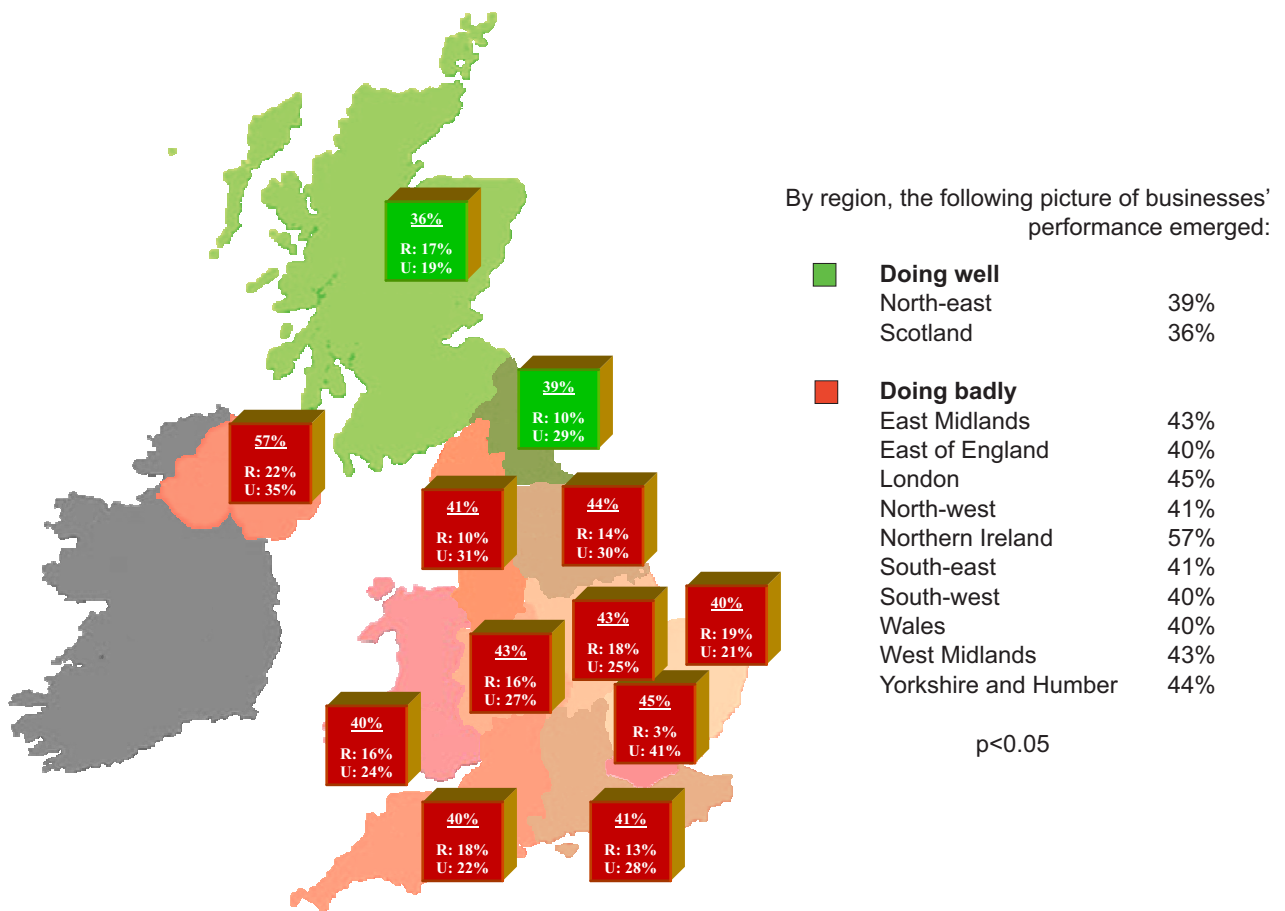 36%
R: 17%
U: 19%
39%
R: 10%
U: 29%
57%
R: 22%
U: 35%
41%
R: 10%
U: 31%
44%
R: 14%
U: 30%
40%
R: 19%
U: 21%
43%
R: 18%
U: 25%
43%
R: 16%
U: 27%
45%
R: 3%
U: 41%
40%
R: 16%
U: 24%
40%
R: 18%
U: 22%
41%
R: 13%
U: 28%
By region, the following picture of businesses’
performance emerged:
Doing well
North-east 39%
Scotland 36%
Doing badly
East Midlands 43%
East of England 40%
London 45%
North-west 41%
Northern Ireland 57%
South-east 41%
South-west 40%
Wales 40%
West Midlands 43%
Yorkshire and Humber 44%
p<0.05